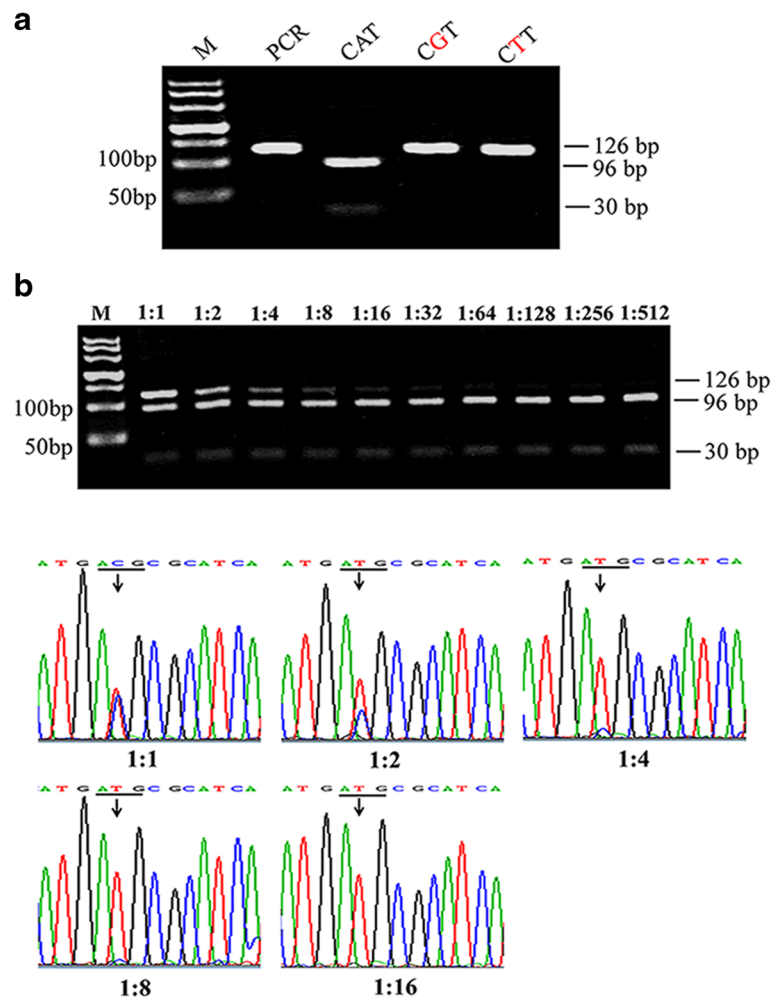 a
M PCR CAT CGT CTT
100bp
50bp
126 bp
96 bp
30 bp
b
M 1:1 1:2 1:4 1:8 1:16 1:32 1:64 1:128 1:256 1:512
100bp
50bp
126 bp
96 bp
30 bp
A T G A C G C G C A T C A
A T G A T G C G C A T C A
A T G A T G C G C A T C A
1:1
1:2
1:4
A T G A T G C G C A T C A
A T G A T G C G C A T C A
1:8
1:16